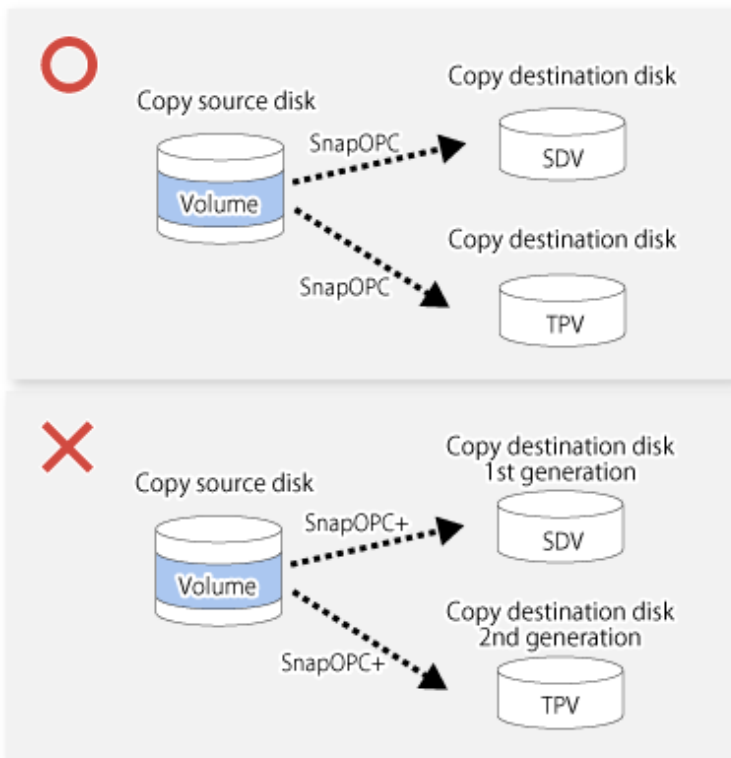 Copy destination disk
Copy source disk
SnapOPC
SDV
Volume
Copy destination disk
SnapOPC
TPV
Copy destination disk
1st generation
Copy source disk
SnapOPC+
SDV
Volume
Copy destination disk
2nd generation
SnapOPC+
TPV